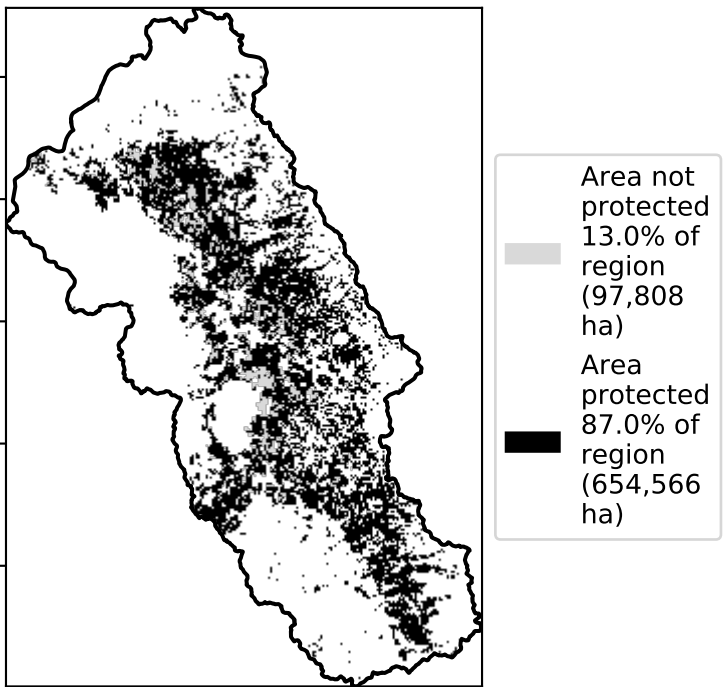 Area not
protected
13.0% of
region
(97,808
ha)
Area
protected
87.0% of
region
(654,566
ha)